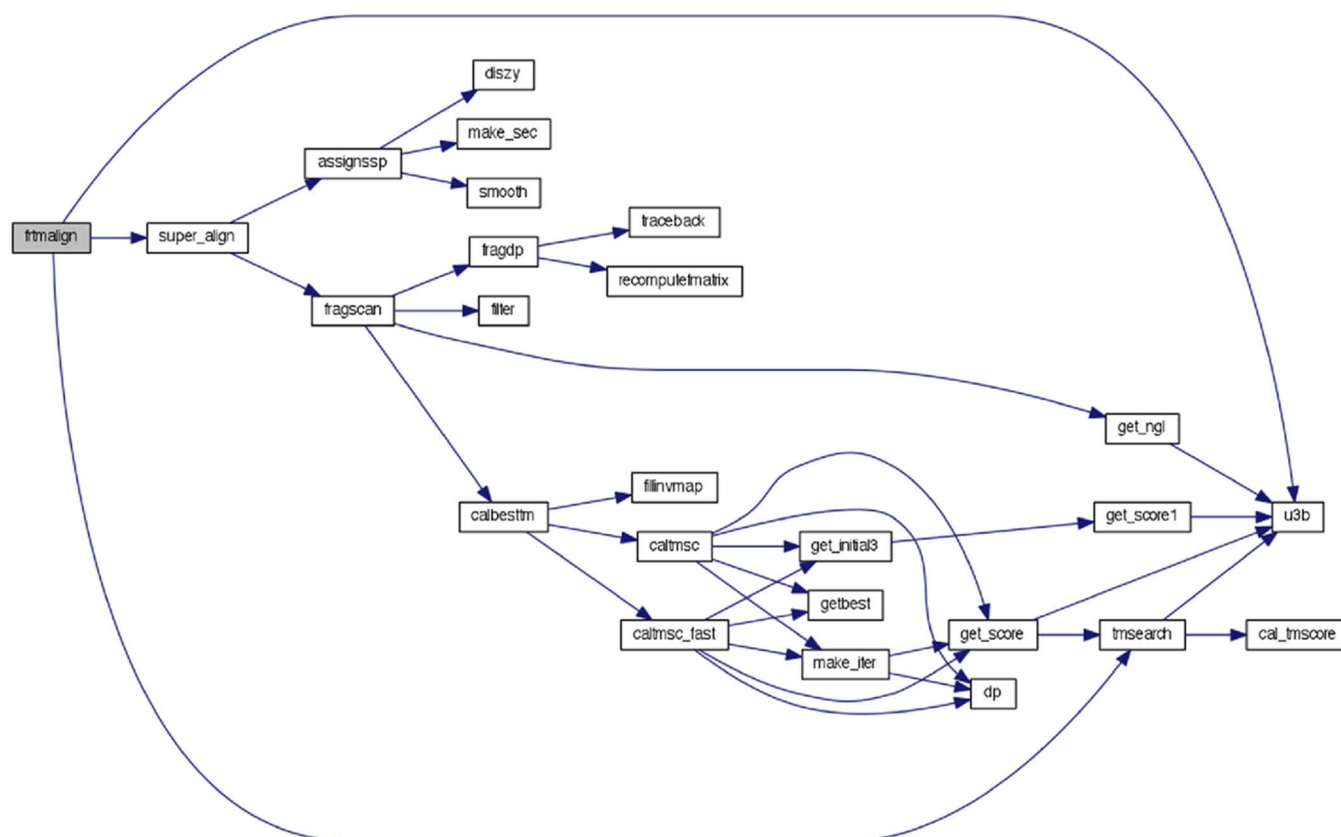 diszy
make_sec
assignssp
smooth
frtmalign
super_align
traceback
fragdp
recomputefmatrix
fragscan
filter
get_ngl
fillinvmap
calbesttm
get_score1
u3b
caltmsc
get_initial3
getbest
caltmsc_fast
get_score
tmsearch
cal_tmscore
make_iter
dp